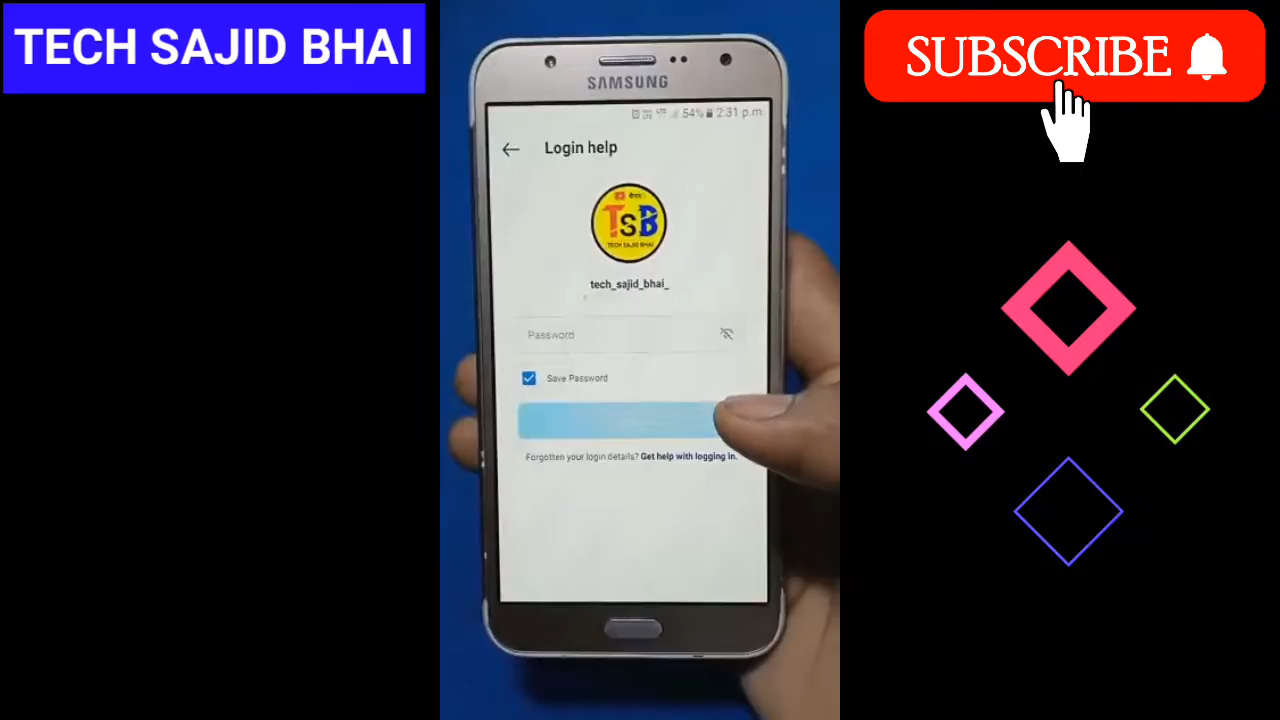 TECH SAJID BHAI
SUBSCRIBE
SAMSUNG
54% 2:31 p.m.
Login help
TSB
TECH SAJID BHAI
tech_sajid_bhai_
Password
Save Password
Forgotten your login details? Get help with logging in.